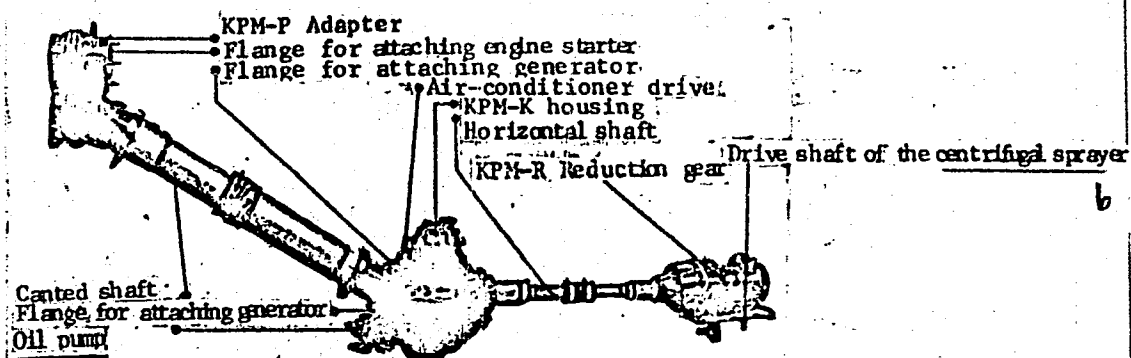 KPM-P Adapter
Flange for attaching engine starter
Flange for attaching generator
Air-conditioner drive
KPM-K housing
Horizontal shaft
KPM-R Reduction gear
Drive shaft of the centrifugal sprayer
b
Canted shaft
Flange for attaching generator
Oil pump